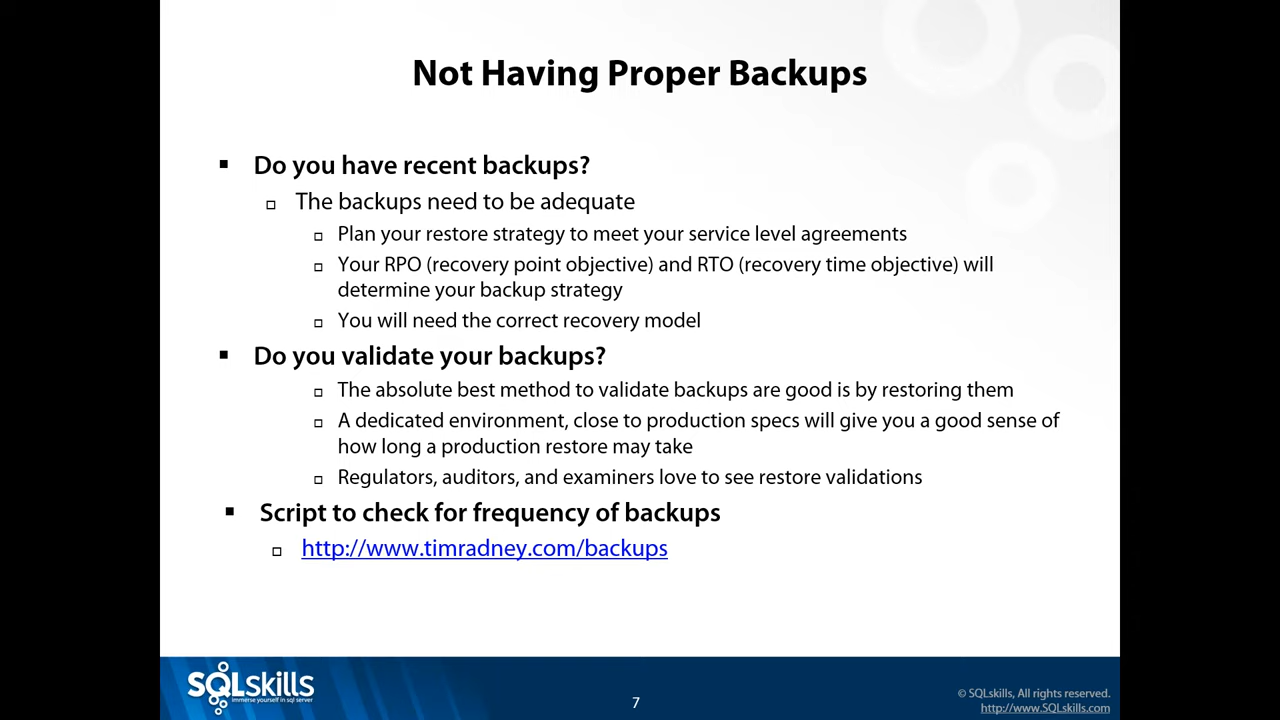 Not Having Proper Backups
Do you have recent backups?
The backups need to be adequate
Plan your restore strategy to meet your service level agreements
Your RPO (recovery point objective) and RTO (recovery time objective) will
determine your backup strategy
You will need the correct recovery model
Do you validate your backups?
The absolute best method to validate backups are good is by restoring them
A dedicated environment, close to production specs will give you a good sense of
how long a production restore may take
Regulators, auditors, and examiners love to see restore validations
Script to check for frequency of backups
http://www.timradney.com/backups
SQLskills
immerse yourself in sql server
7
© SQLskills, All rights reserved.
http://www.SQLskills.com